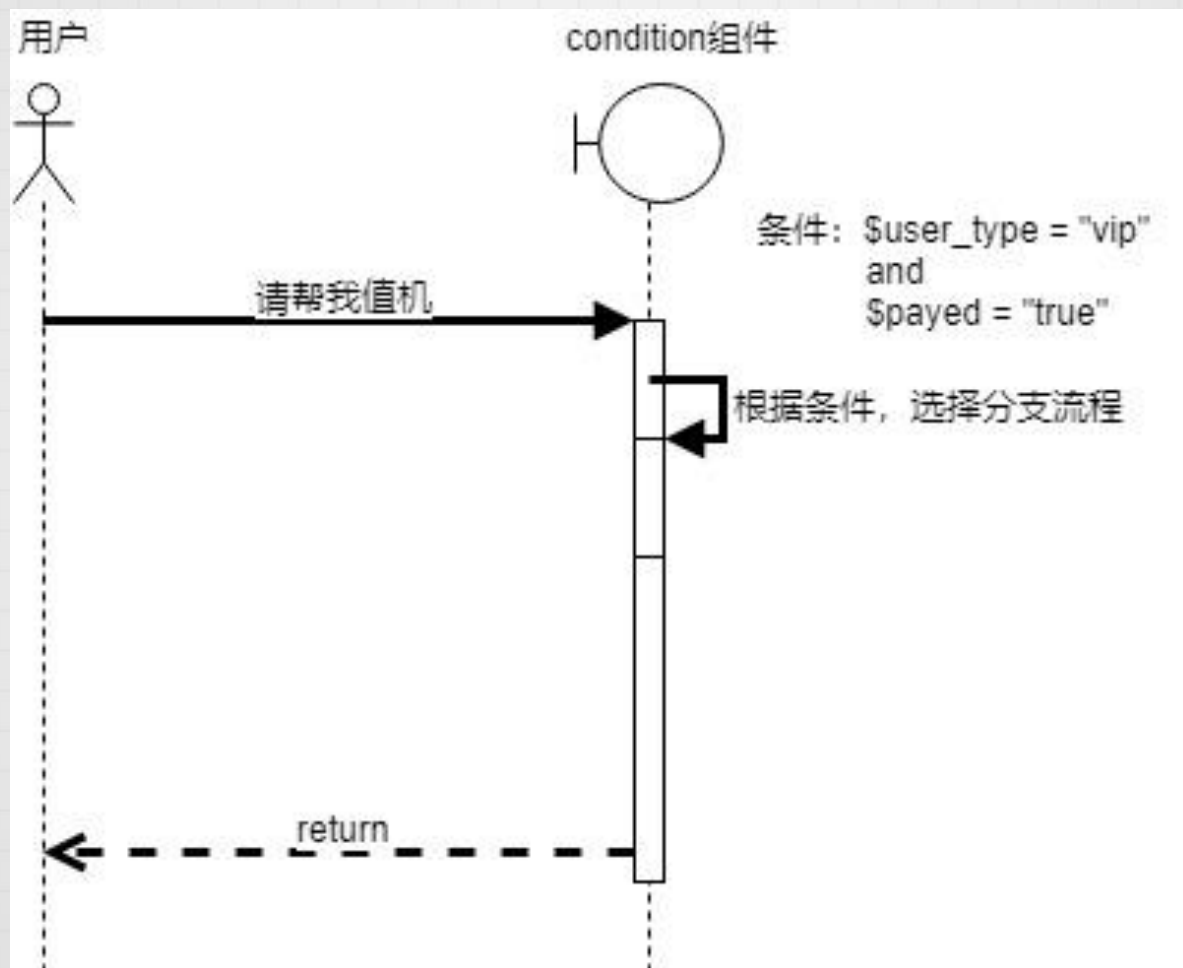 用户
condition组件
条件：$user_type = "vip"
and
$payed = "true"
请帮我值机
根据条件，选择分支流程
return